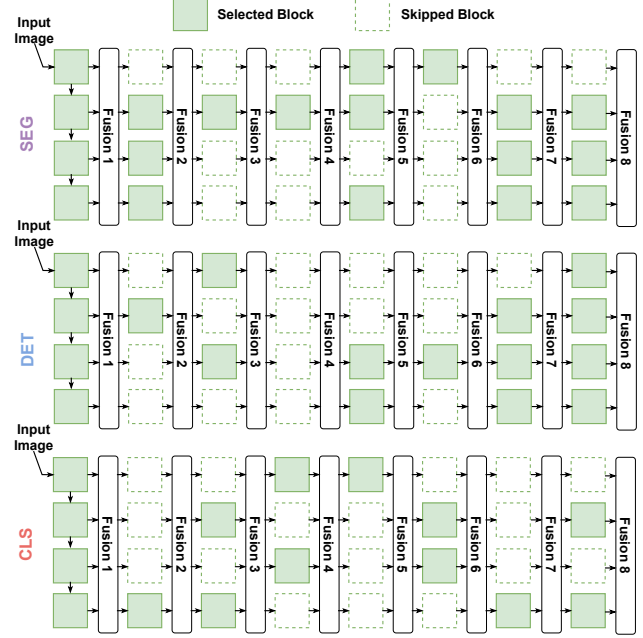 Selected Block
Skipped Block
Input
Image
SEG
Fusion 1
Fusion 2
Fusion 3
Fusion 4
Fusion 5
Fusion 6
Fusion 7
Fusion 8
Input
Image
DET
Fusion 1
Fusion 2
Fusion 3
Fusion 4
Fusion 5
Fusion 6
Fusion 7
Fusion 8
Input
Image
CLS
Fusion 1
Fusion 2
Fusion 3
Fusion 4
Fusion 5
Fusion 6
Fusion 7
Fusion 8